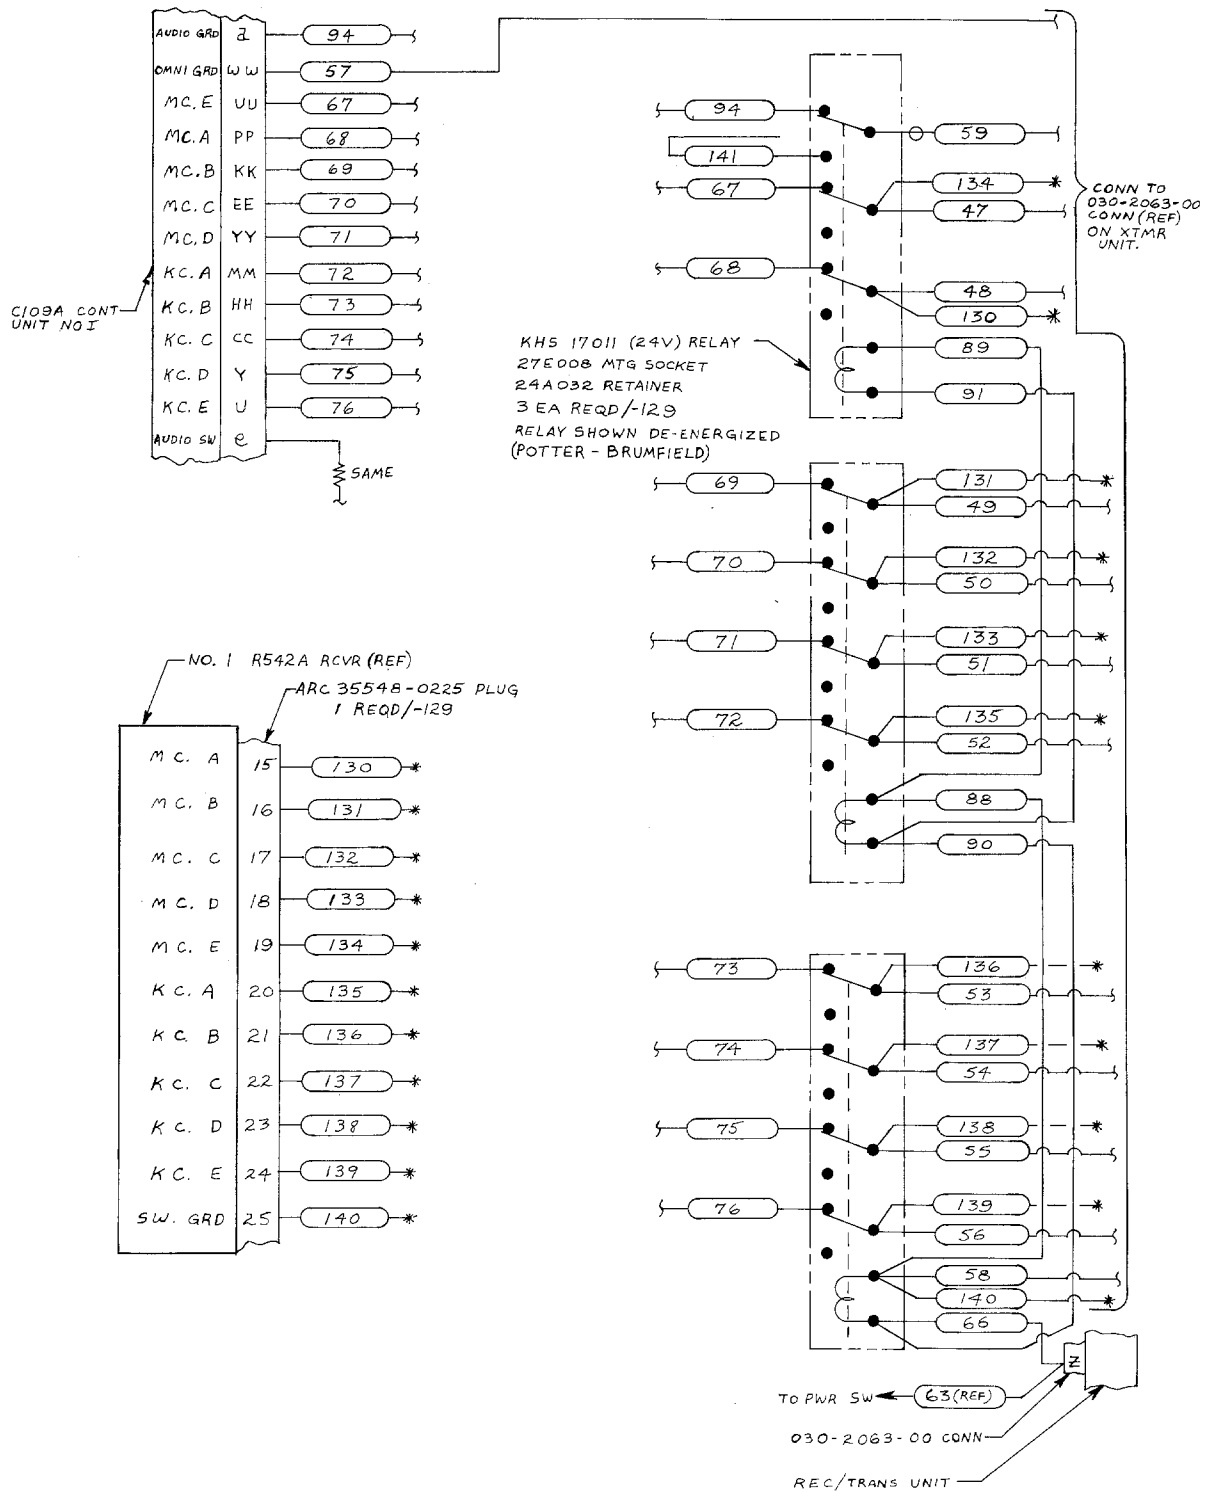 AUDIO GRD a 94
OMNI GRD WW 57
MC. E UU 67
MC. A PP 68
MC. B KK 69
MC. C EE 70
MC. D YY 71
KC. A MM 72
KC. B HH 73
KC. C CC 74
KC. D Y 75
KC. E U 76
AUDIO SW e
SAME
C109A CONT
UNIT NO I
94
59
141
67
134
47
68
48
130
89
91
CONN TO
030-2063-00
CONN (REF)
ON XTMR
UNIT.
KHS 17011 (24V) RELAY
27E008 MTG SOCKET
24A032 RETAINER
3 EA REQD/-129
RELAY SHOWN DE-ENERGIZED
(POTTER - BRUMFIELD)
69
131
49
70
132
50
71
133
51
72
135
52
88
90
NO. 1 R542A RCVR (REF)
ARC 35548-0225 PLUG
1 REQD/-129
MC. A 15 130 *
MC. B 16 131 *
MC. C 17 132 *
MC. D 18 133 *
MC. E 19 134 *
KC. A 20 135 *
KC. B 21 136 *
KC. C 22 137 *
KC. D 23 138 *
KC. E 24 139 *
SW. GRD 25 140 *
73
136
53
74
137
54
75
138
55
76
139
56
58
140
66
Z
TO PWR SW 63 (REF)
030-2063-00 CONN
REC/TRANS UNIT